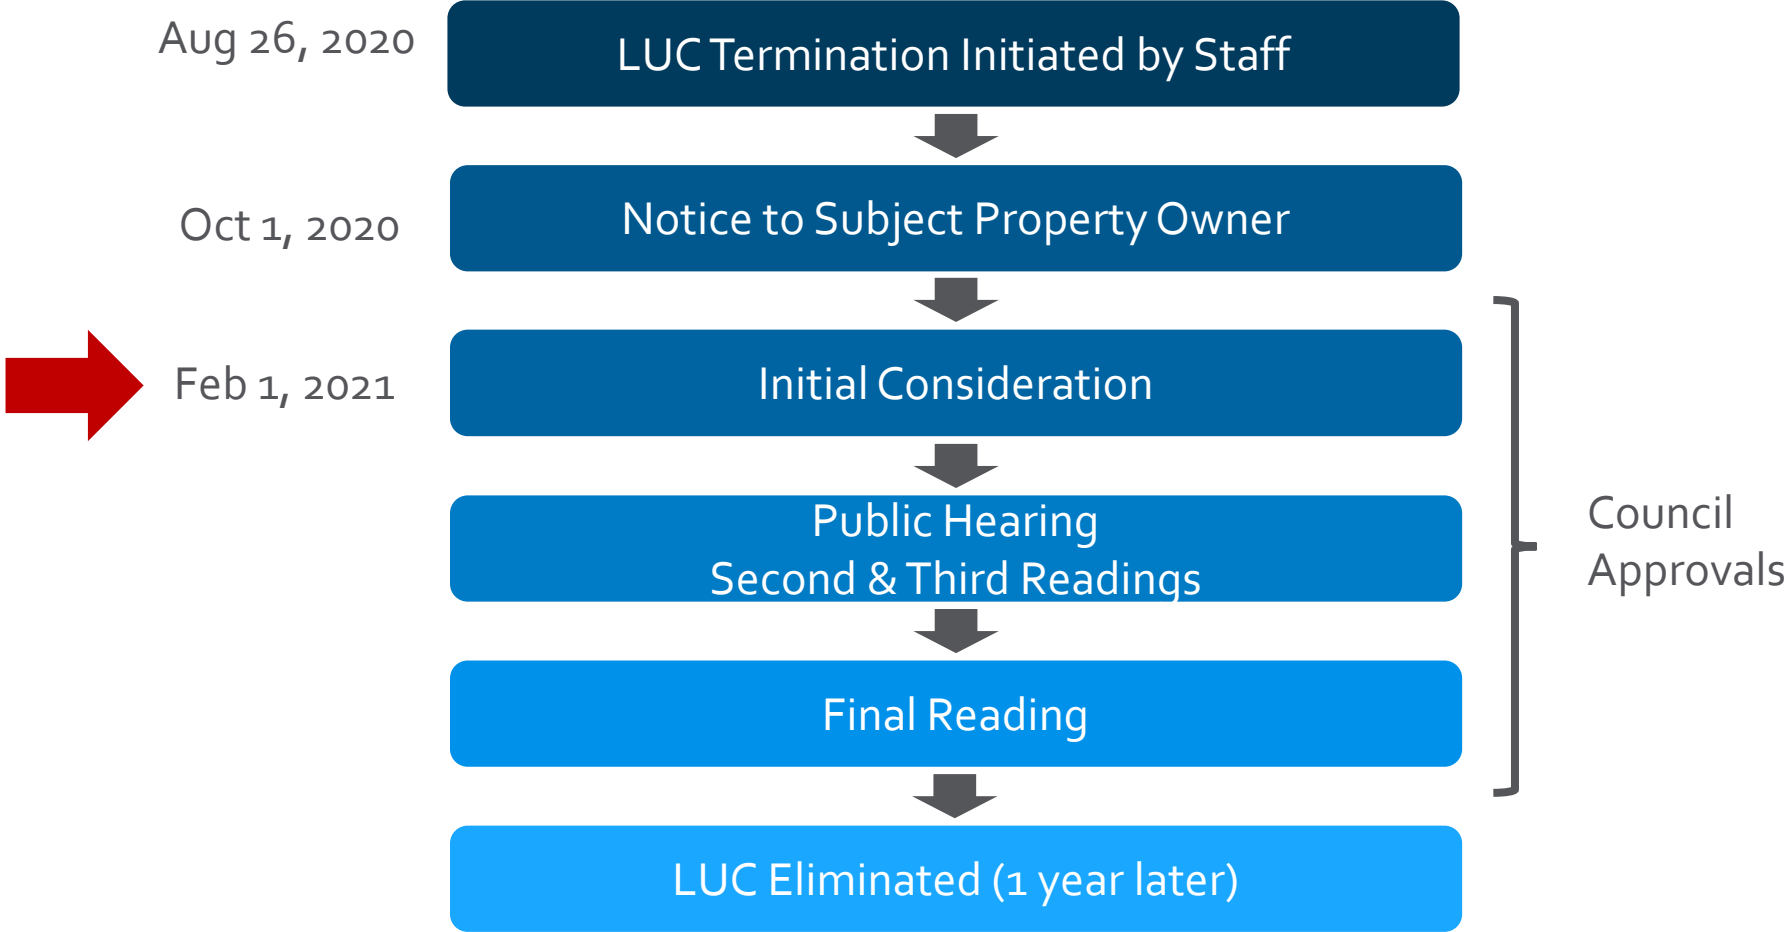 Aug 26, 2020
LUC Termination Initiated by Staff
Oct 1, 2020
Notice to Subject Property Owner
Feb 1, 2021
Initial Consideration
Public Hearing
Second & Third Readings
Council
Approvals
Final Reading
LUC Eliminated (1 year later)